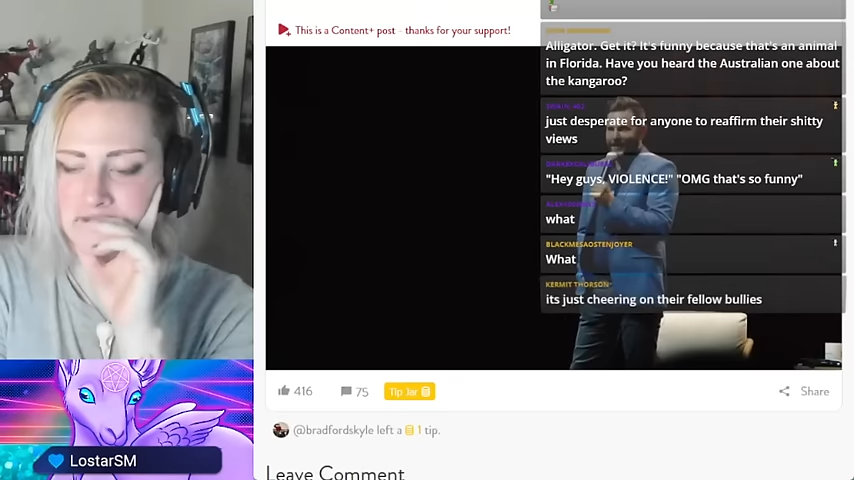 This is a Content+ post - thanks for your support!
Alligator. Get it? It's funny because that's an animal
in Florida. Have you heard the Australian one about
the kangaroo?
just desperate for anyone to reaffirm their shitty
views
"Hey guys, VIOLENCE!" "OMG that's so funny"
what
BLACKMESAOSTENJOYER
What
KERMIT THORSON
its just cheering on their fellow bullies
416
75
Tip Jar
Share
@bradfordskyle left a 1 tip.
Leave Comment
LostarSM